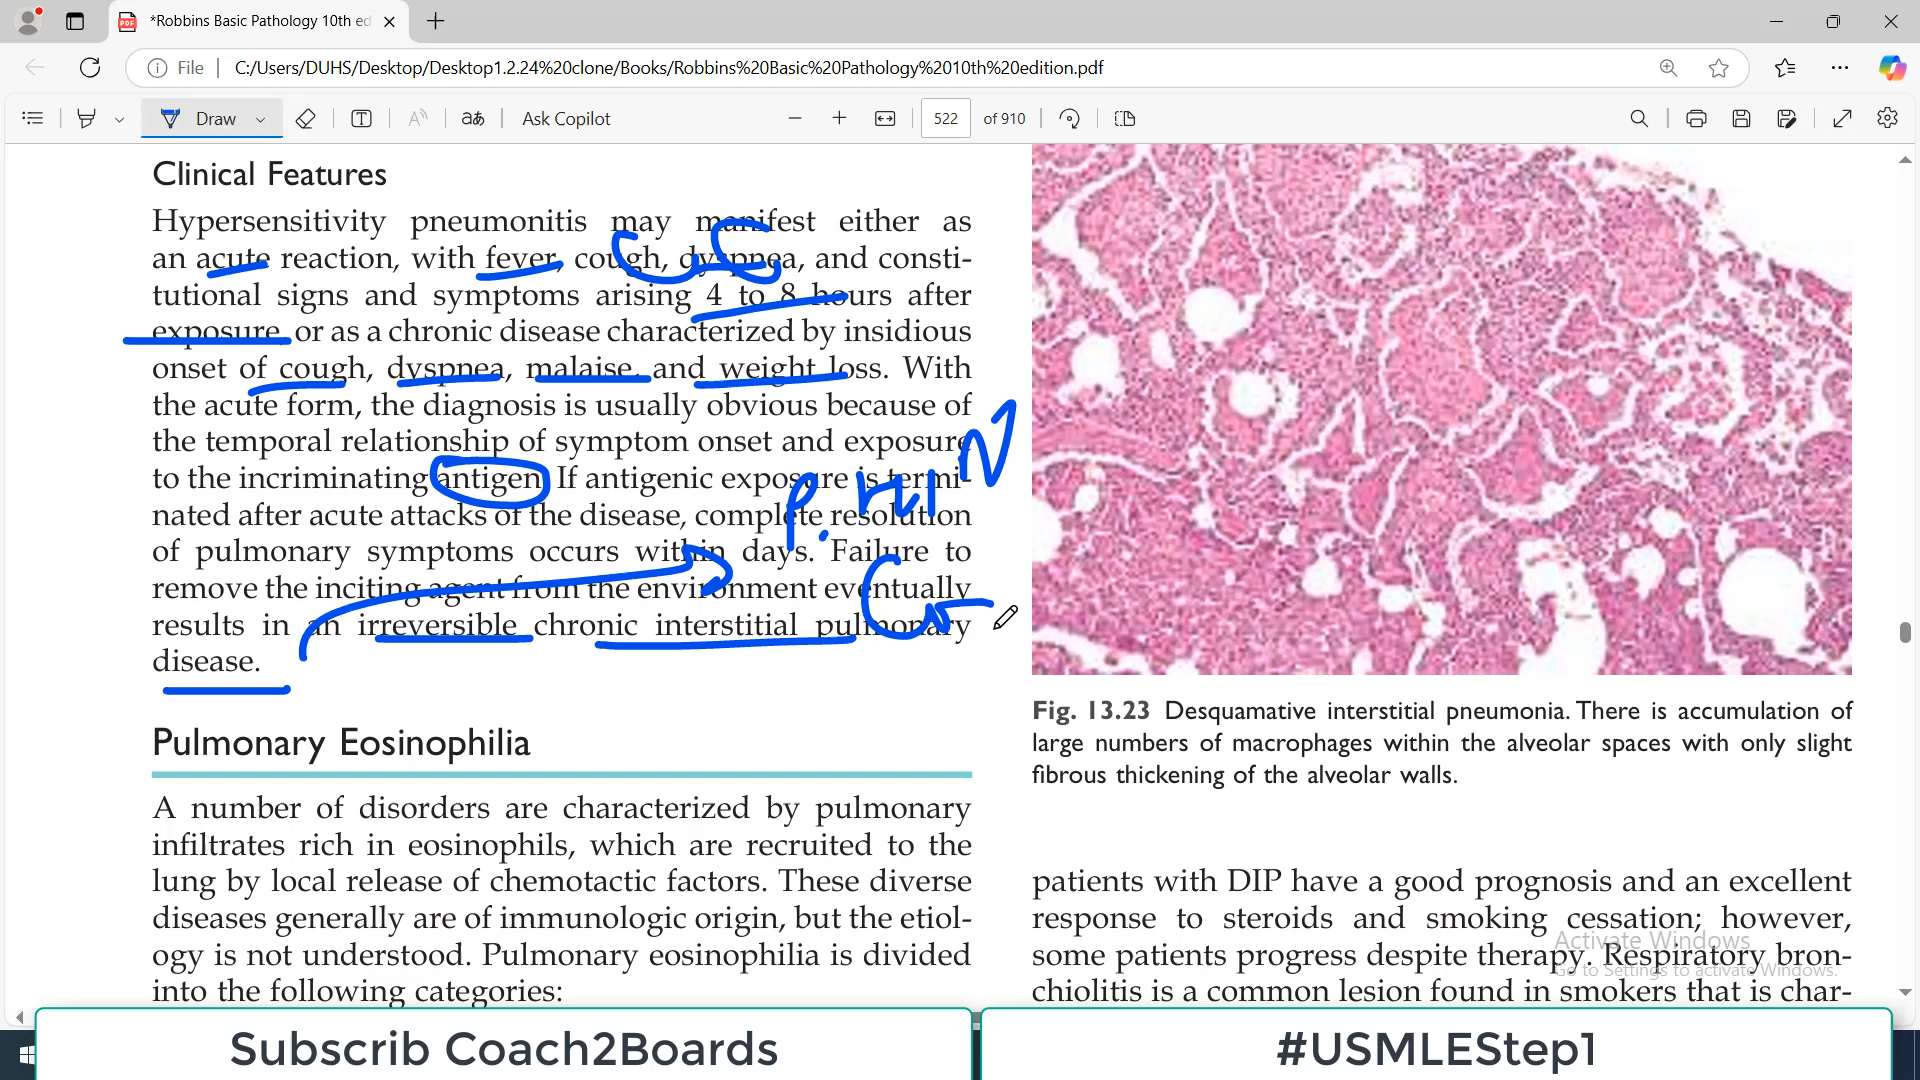 *Robbins Basic Pathology 10th ed
File
C:/Users/DUHS/Desktop/Desktop1.2.24%20clone/Books/Robbins%20Basic%20Pathology%2010th%20edition.pdf
Draw
Ask Copilot
522 of 910
Clinical Features
Hypersensitivity pneumonitis may manifest either as
an acute reaction, with fever, cough, dyspnea, and consti-
tutional signs and symptoms arising 4 to 8 hours after
exposure, or as a chronic disease characterized by insidious
onset of cough, dyspnea, malaise, and weight loss. With
the acute form, the diagnosis is usually obvious because of
the temporal relationship of symptom onset and exposure
to the incriminating antigen. If antigenic exposure is termi-
nated after acute attacks of the disease, complete resolution
of pulmonary symptoms occurs within days. Failure to
remove the inciting agent from the environment eventually
results in an irreversible chronic interstitial pulmonary
disease.
Pulmonary Eosinophilia
A number of disorders are characterized by pulmonary
infiltrates rich in eosinophils, which are recruited to the
lung by local release of chemotactic factors. These diverse
diseases generally are of immunologic origin, but the etiol-
ogy is not understood. Pulmonary eosinophilia is divided
into the following categories:
Fig. 13.23 Desquamative interstitial pneumonia. There is accumulation of
large numbers of macrophages within the alveolar spaces with only slight
fibrous thickening of the alveolar walls.
patients with DIP have a good prognosis and an excellent
response to steroids and smoking cessation; however,
some patients progress despite therapy. Respiratory bron-
chiolitis is a common lesion found in smokers that is char-
Activate Windows
Go to Settings to activate Windows.
Subscrib Coach2Boards
#USMLEStep1